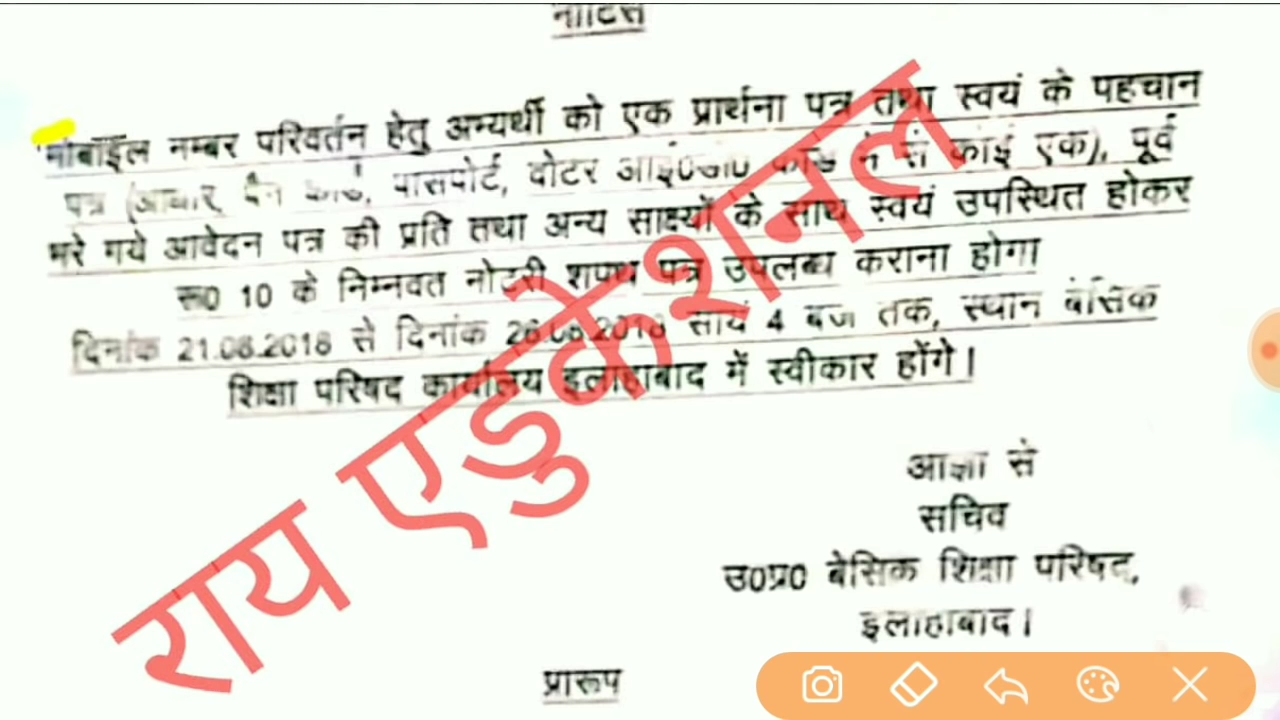 नोटिस
मोबाइल नम्बर परिवर्तन हेतु अभ्यर्थी को एक प्रार्थना पत्र तथा स्वयं के पहचान
पत्र (आधार, पैन कार्ड, पासपोर्ट, वोटर आई0डी0 कार्ड में से कोई एक), पूर्व
भरे गये आवेदन पत्र की प्रति तथा अन्य साक्ष्यों के साथ स्वयं उपस्थित होकर
रू0 10 के निम्नवत नोटरी शपथ पत्र उपलब्ध कराना होगा
दिनांक 21.08.2018 से दिनांक 28.08.2018 सायं 4 बजे तक, स्थान बेसिक
शिक्षा परिषद कार्यालय इलाहाबाद में स्वीकार होंगे।
राय एडुकेशनल
आज्ञा से
सचिव
उ0प्र0 बेसिक शिक्षा परिषद,
इलाहाबाद।
प्रारूप